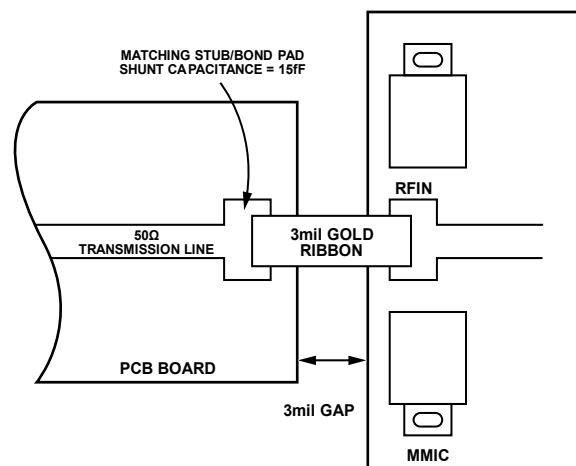 MATCHING STUB/BOND PAD
SHUNT CAPACITANCE = 15fF
RFIN
50Ω
TRANSMISSION LINE
3mil GOLD
RIBBON
PCB BOARD
3mil GAP
MMIC